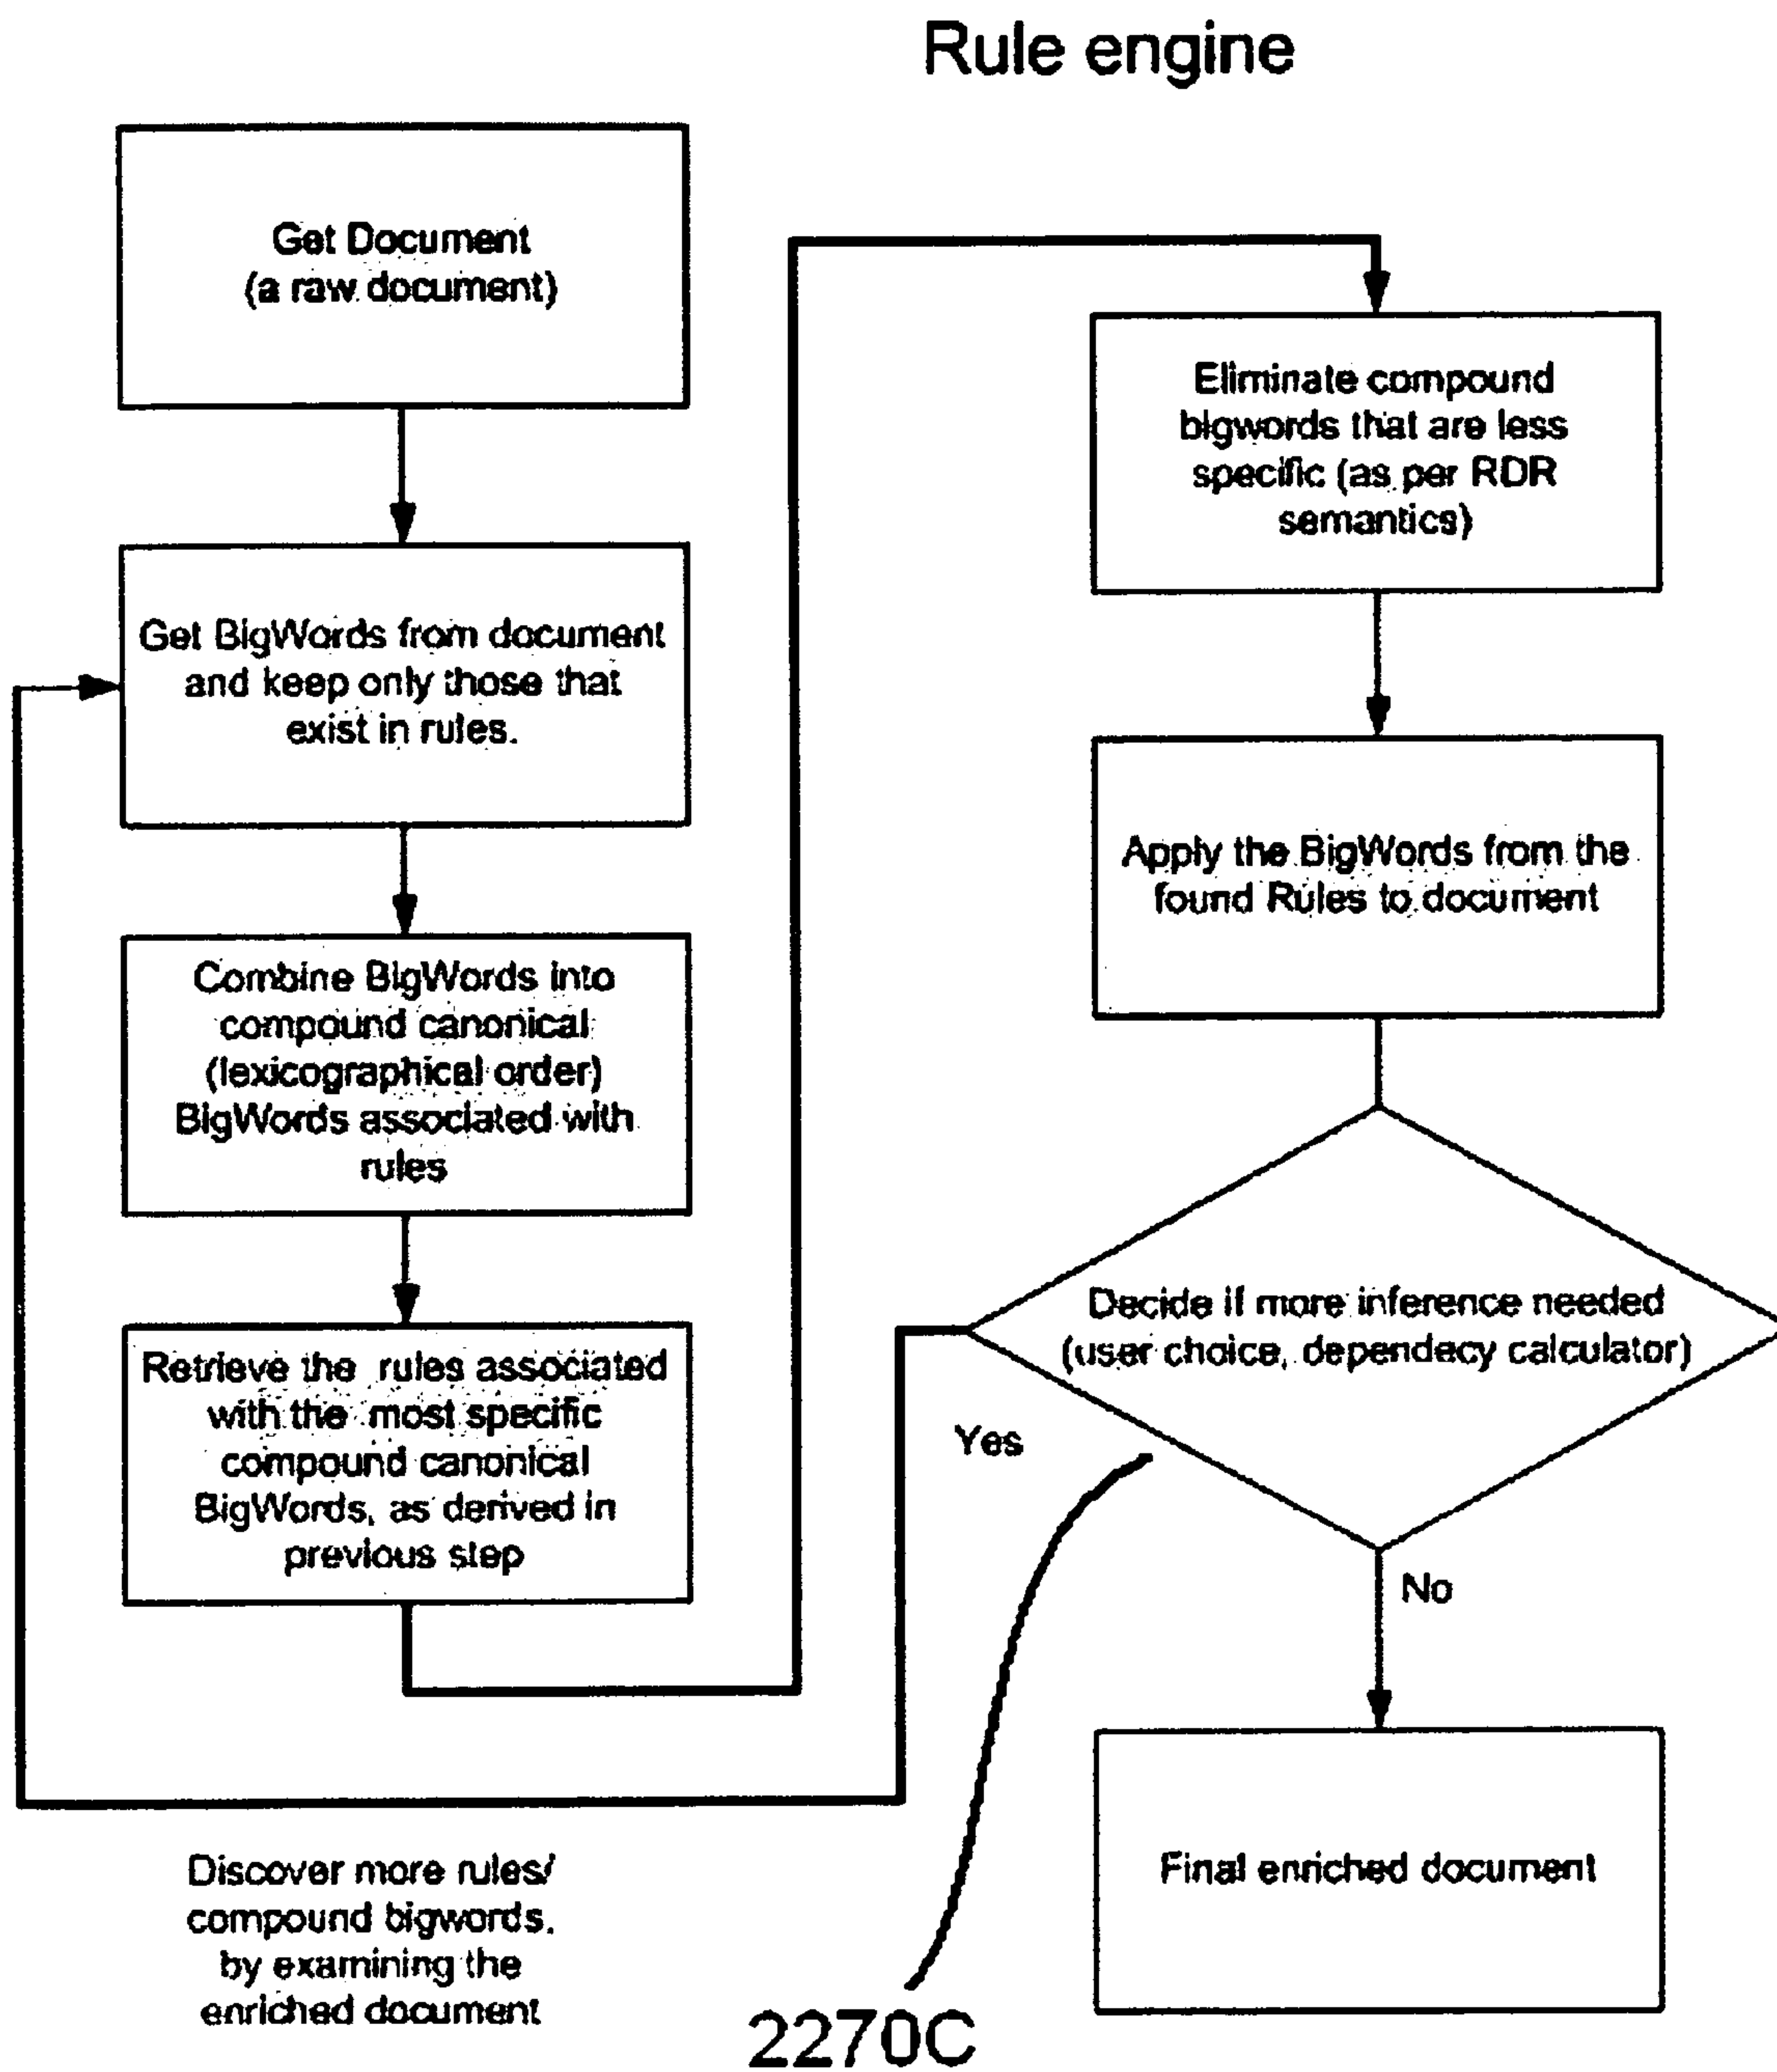 Rule engine
Get Document
(a raw document)
Get BigWords from document
and keep only those that
exist in rules.
Combine BigWords into
compound canonical
(lexicographical order)
BigWords associated with
rules
Retrieve the rules associated
with the most specific
compound canonical
BigWords, as derived in
previous step
Eliminate compound
bigwords that are less
specific (as per RDR
semantics)
Apply the BigWords from the
found Rules to document
Decide if more inference needed
(user choice, dependecy calculator)
Yes
No
Final enriched document
Discover more rules/
compound bigwords,
by examining the
enriched document
2270C